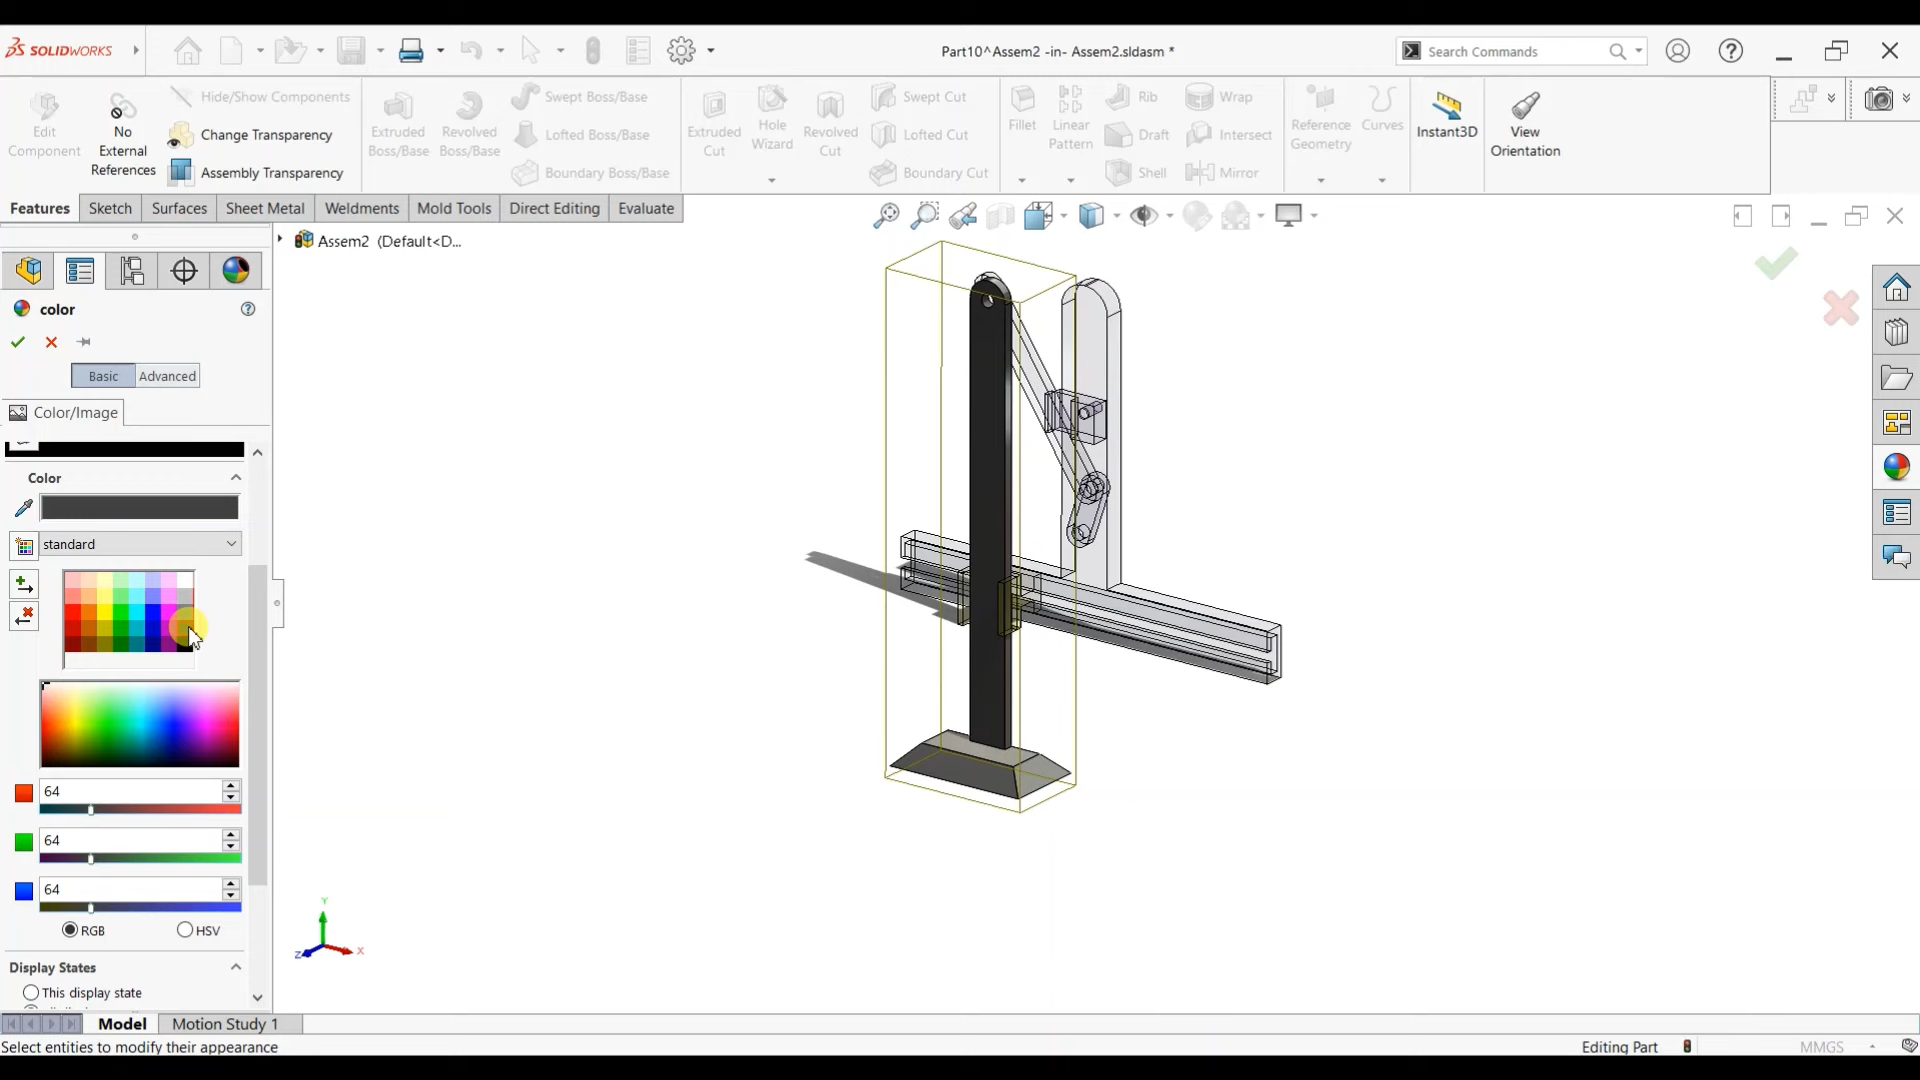 SOLIDWORKS
Part10^Assem2 -in- Assem2.sldasm *
Search Commands
Edit Component
No External References
Hide/Show Components
Change Transparency
Assembly Transparency
Extruded Boss/Base
Revolved Boss/Base
Swept Boss/Base
Lofted Boss/Base
Boundary Boss/Base
Extruded Cut
Hole Wizard
Revolved Cut
Swept Cut
Lofted Cut
Boundary Cut
Fillet
Linear Pattern
Rib
Draft
Shell
Wrap
Intersect
Mirror
Reference Geometry
Curves
Instant3D
View Orientation
Features
Sketch
Surfaces
Sheet Metal
Weldments
Mold Tools
Direct Editing
Evaluate
Assem2 (Default<D...
color
Basic
Advanced
Color/Image
Color
standard
64
64
64
RGB
HSV
Display States
This display state
Y
X
Z
Model
Motion Study 1
Select entities to modify their appearance
Editing Part
MMGS